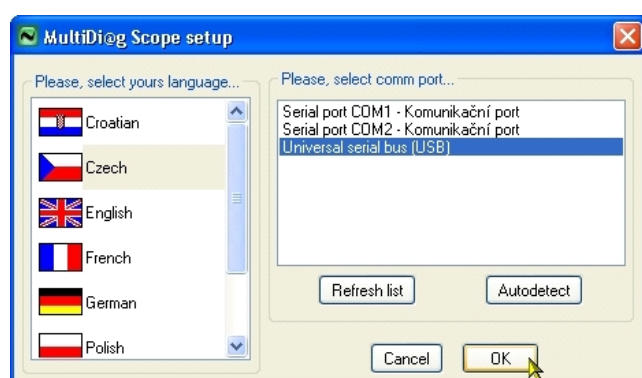 MultiDi@g Scope setup
Please, select yours language...
Croatian
Czech
English
French
German
Polish
Please, select comm port...
Serial port COM1 - Komunikační port
Serial port COM2 - Komunikační port
Universal serial bus (USB)
Refresh list
Autodetect
Cancel
OK